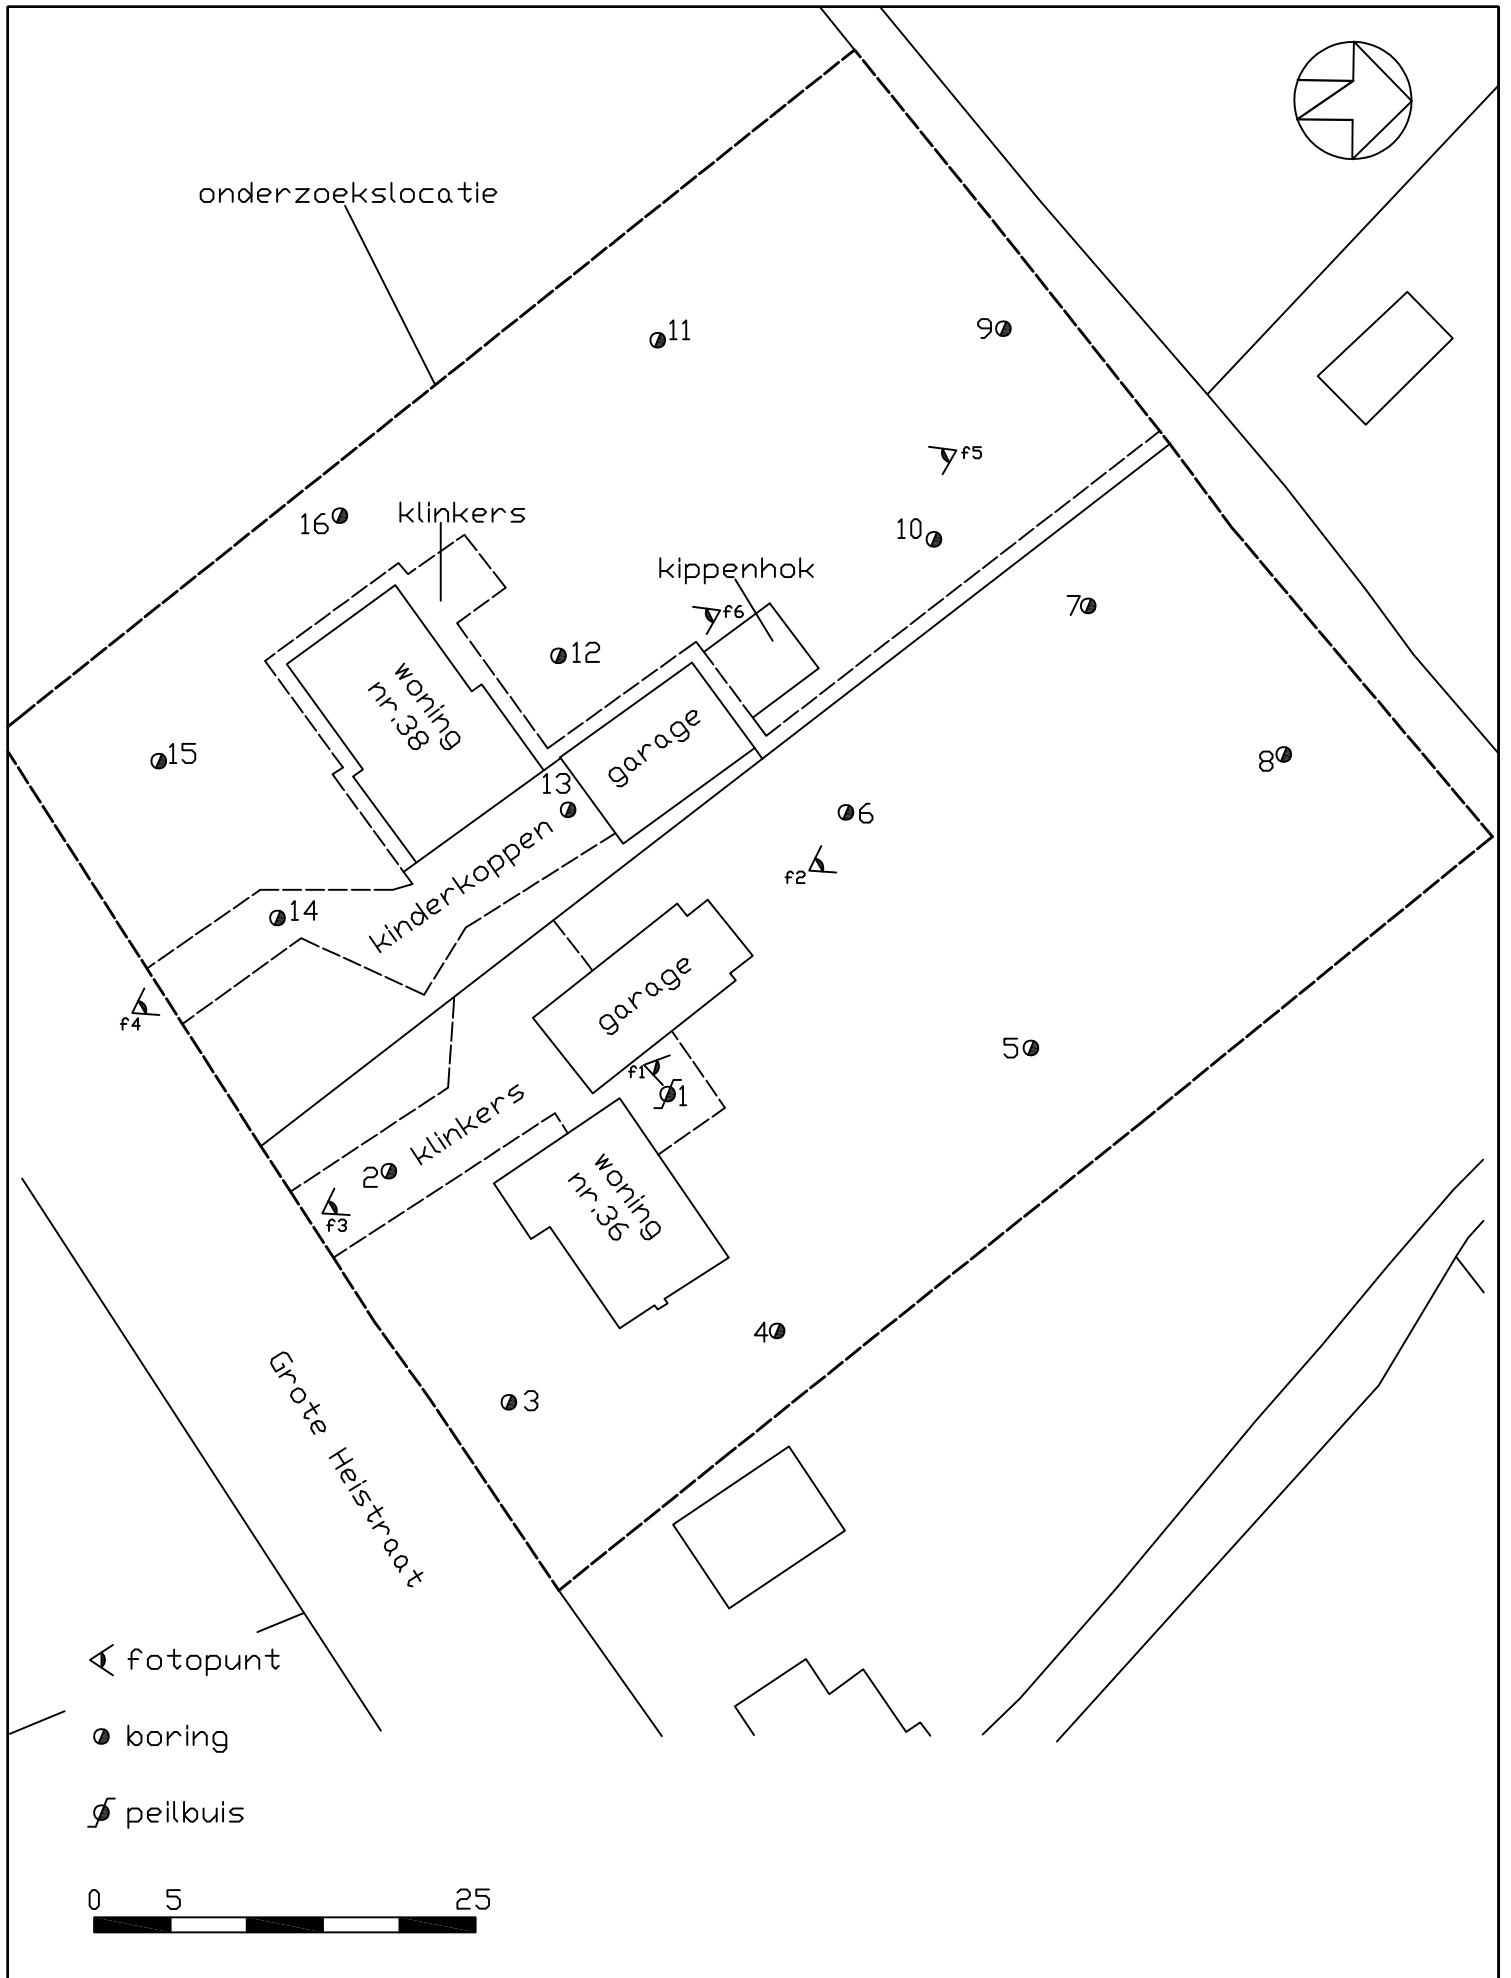 onderzoekslocatie
11
9
f5
16
klinkers
10
kippenhok
7
f6
12
woning
nr.38
garage
15
13
8
6
f2
kinderkoppen
14
garage
f4
5
f1
1
klinkers
2
woning
nr.36
f3
4
3
Grote Heistraat
fotopunt
boring
peilbuis
0 5 25